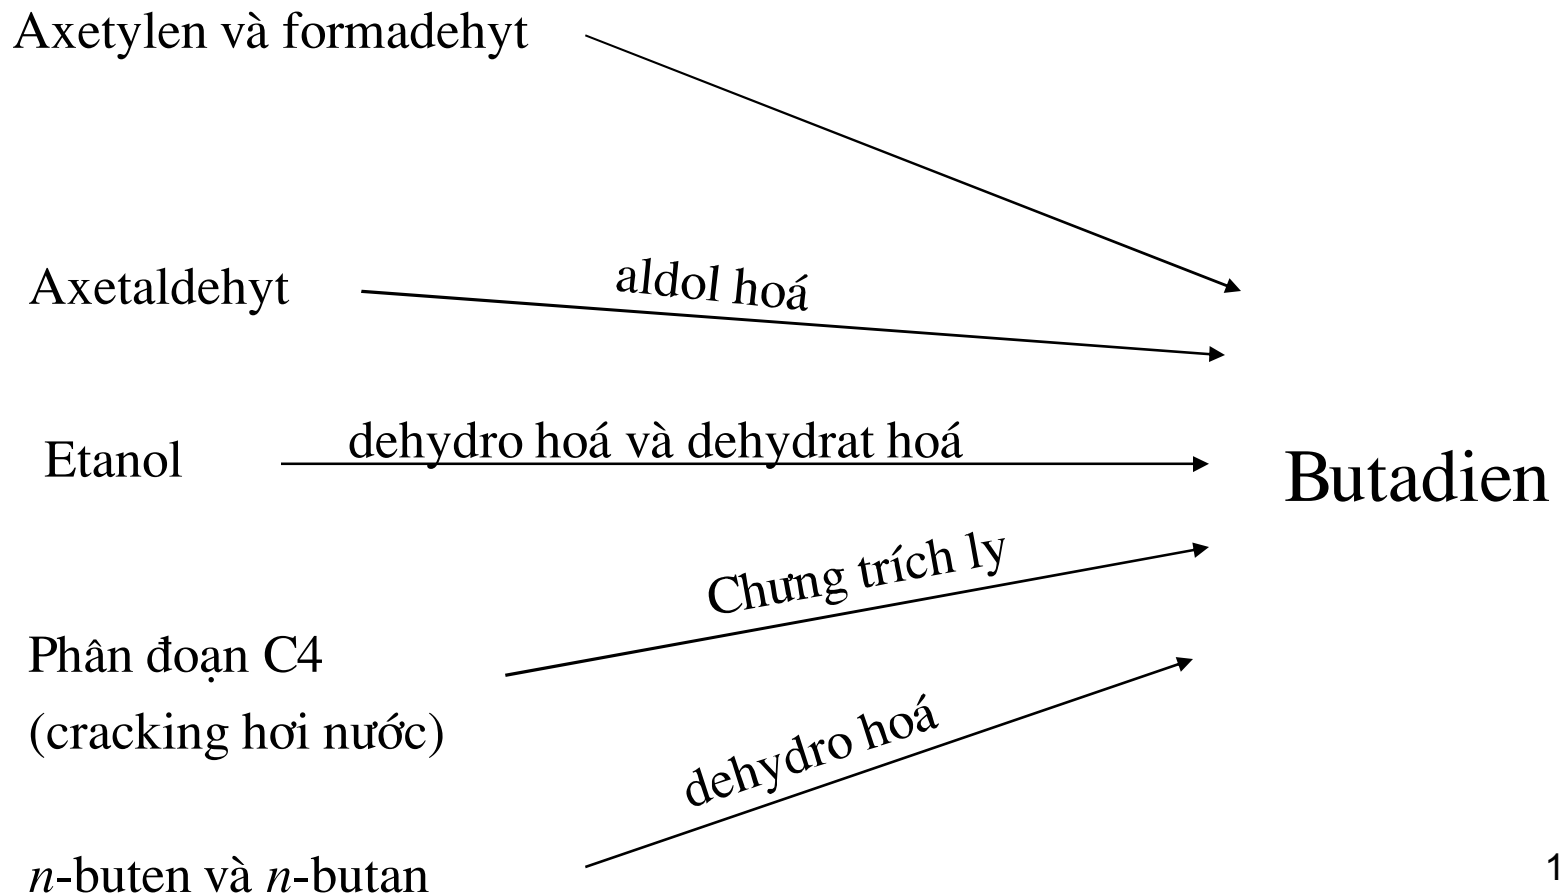 Axetylen và formadehyt
Axetaldehyt
aldol hoá
Etanol
dehydro hoá và dehydrat hoá
Butadien
Chưng trích ly
Phân đoạn C4
(cracking hơi nước)
dehydro hoá
n-buten và n-butan
1